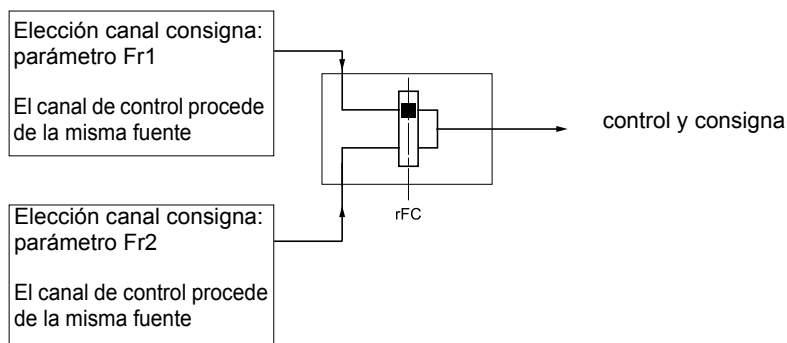 Elección canal consigna:
parámetro Fr1
El canal de control procede
de la misma fuente
control y consigna
rFC
Elección canal consigna:
parámetro Fr2
El canal de control procede
de la misma fuente